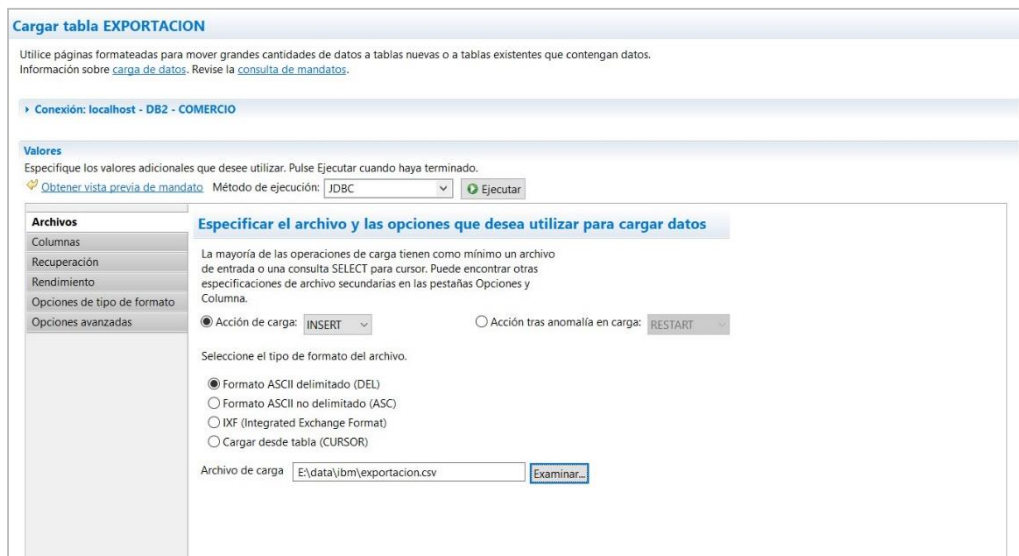 Cargar tabla EXPORTACION
Utilice páginas formateadas para mover grandes cantidades de datos a tablas nuevas o a tablas existentes que contengan datos.
Información sobre carga de datos. Revise la consulta de mandatos.
Conexión: localhost - DB2 - COMERCIO
Valores
Especifique los valores adicionales que desee utilizar. Pulse Ejecutar cuando haya terminado.
Obtener vista previa de mandato Método de ejecución: JDBC Ejecutar
Archivos
Columnas
Recuperación
Rendimiento
Opciones de tipo de formato
Opciones avanzadas
Especificar el archivo y las opciones que desea utilizar para cargar datos
La mayoría de las operaciones de carga tienen como mínimo un archivo
de entrada o una consulta SELECT para cursor. Puede encontrar otras
especificaciones de archivo secundarias en las pestañas Opciones y
Columna.
Acción de carga: INSERT Acción tras anomalía en carga: RESTART
Seleccione el tipo de formato del archivo.
Formato ASCII delimitado (DEL)
Formato ASCII no delimitado (ASC)
IXF (Integrated Exchange Format)
Cargar desde tabla (CURSOR)
Archivo de carga E:\data\ibm\exportacion.csv Examinar...